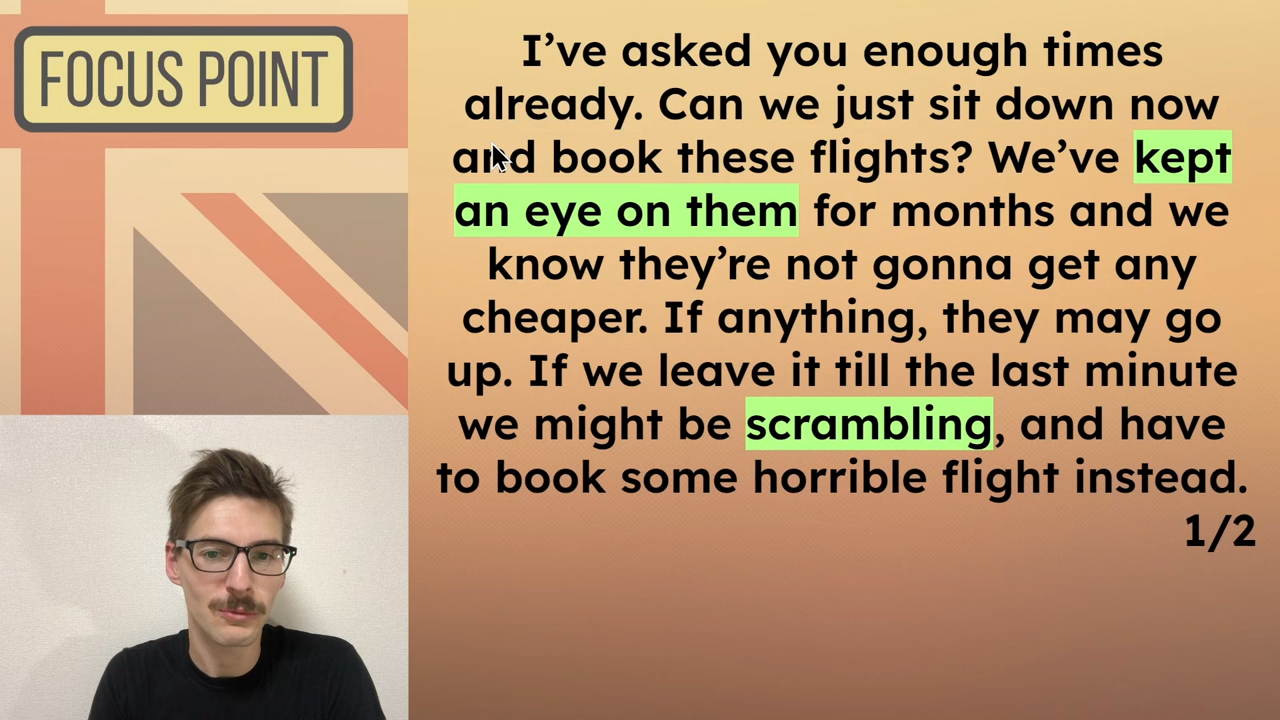 FOCUS POINT
I’ve asked you enough times
already. Can we just sit down now
and book these flights? We’ve kept
an eye on them for months and we
know they’re not gonna get any
cheaper. If anything, they may go
up. If we leave it till the last minute
we might be scrambling, and have
to book some horrible flight instead.
1/2